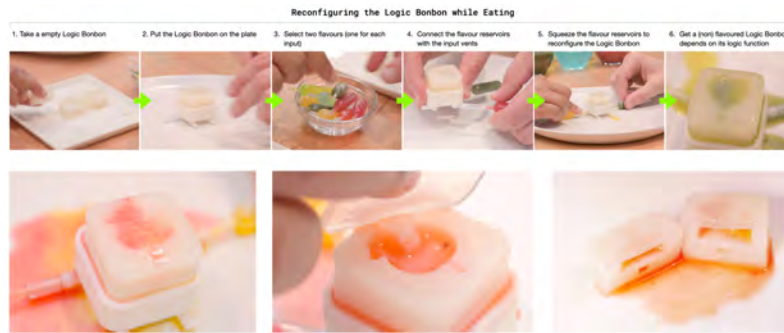 Reconfiguring the Logic Bonbon while Eating
1. Take a empty Logic Bonbon
2. Put the Logic Bonbon on the plate
3. Select two flavours (one for each
input)
4. Connect the flavour reservoirs
with the input vents
5. Squeeze the flavour reservoirs to
reconfigure the Logic Bonbon
6. Get a (non) flavoured Logic Bonbon
depends on its logic function